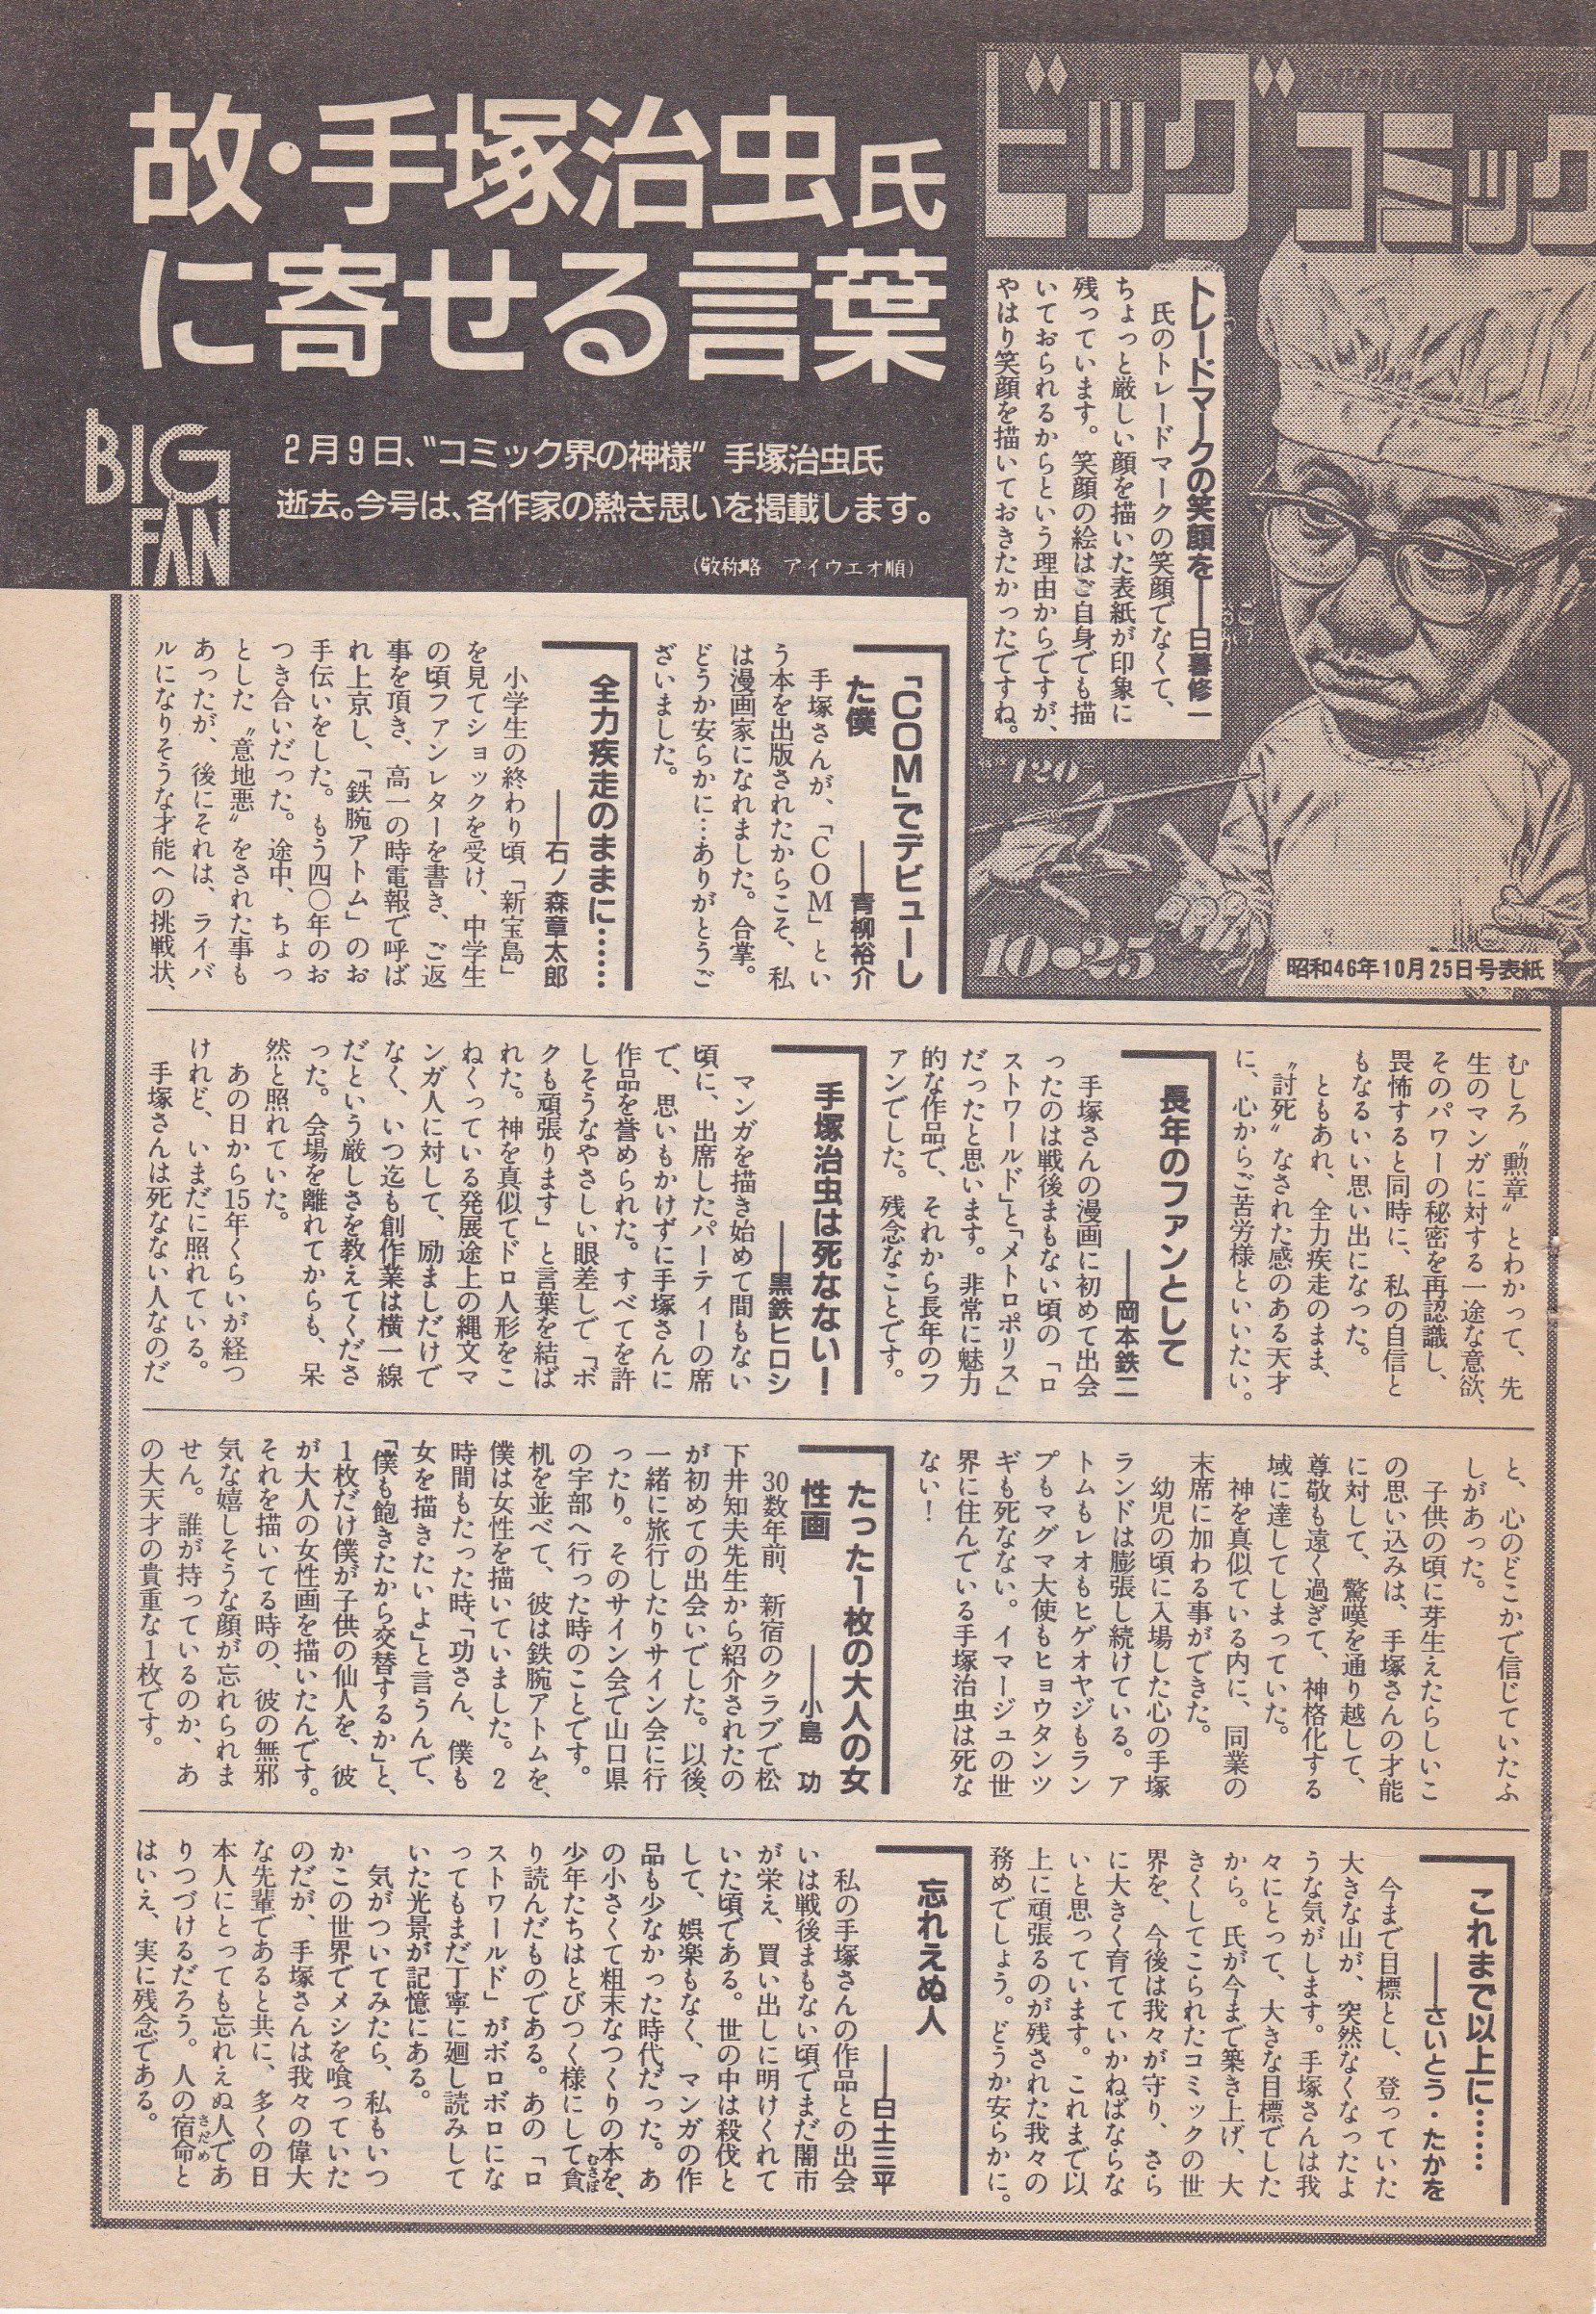 故・手塚治虫氏
に寄せる言葉
BIG
FAN
2月9日、〝コミック界の神様〟手塚治虫氏
逝去。今号は、各作家の熱き思いを掲載します。
(敬称略 アイウエオ順)
ビッグコミック
トレードマークの笑顔を——日暮修一
氏のトレードマークの笑顔でなくて、
ちょっと厳しい顔を描いた表紙が印象に
残っています。笑顔の絵はご自身でも描
いておられるからという理由からですが、
やはり笑顔を描いておきたかったですね。
120
10・25
昭和46年10月25日号表紙
「COM」でデビューし
た僕
——青柳裕介
手塚さんが、「COM」とい
う本を出版されたからこそ、私
は漫画家になれました。合掌。
どうか安らかに…ありがとうご
ざいました。
全力疾走のままに……
——石ノ森章太郎
小学生の終わり頃、「新宝島」
を見てショックを受け、中学生
の頃ファンレターを書き、ご返
事を頂き、高一の時電報で呼ば
れ上京し、「鉄腕アトム」のお
手伝いをした。もう四〇年のお
つき合いだった。途中、ちょっ
とした〝意地悪〟をされた事も
あったが、後にそれは、ライバ
ルになりそうな才能への挑戦状、
むしろ〝勲章〟とわかって、先
生のマンガに対する一途な意欲、
そのパワーの秘密を再認識し、
畏怖すると同時に、私の自信と
もなるいい思い出になった。
ともあれ、全力疾走のまま、
〝討死〟なされた感のある天才
に、心からご苦労様といいたい。
長年のファンとして
——岡本鉄二
手塚さんの漫画に初めて出会
ったのは戦後まもない頃の「ロ
ストワールド」と「メトロポリス」
だったと思います。非常に魅力
的な作品で、それから長年のフ
ァンでした。残念なことです。
手塚治虫は死なない!
——黒鉄ヒロシ
マンガを描き始めて間もない
頃に、出席したパーティーの席
で、思いもかけずに手塚さんに
作品を誉められた。すべてを許
しそうなやさしい眼差しで「ボ
クも頑張ります」と言葉を結ば
れた。神を真似てドロ人形をこ
ねくっている発展途上の縄文マ
ンガ人に対して、励ましだけで
なく、いつ迄も創作業は横一線
だという厳しさを教えてくださ
った。会場を離れてからも、呆
然と照れていた。
あの日から15年くらいが経つ
けれど、いまだに照れている。
手塚さんは死なない人なのだ
と、心のどこかで信じていたふ
しがあった。
子供の頃に芽生えたらしいこ
の思い込みは、手塚さんの才能
に対して、驚嘆を通り越して、
尊敬も遠く過ぎて、神格化する
域に達してしまっていた。
神を真似ている内に、同業の
末席に加わる事ができた。
幼児の頃に入場した心の手塚
ランドは膨張し続けている。ア
トムもレオもヒゲオヤジもラン
プもマグマ大使もヒョウタンツ
ギも死なない。イマージュの世
界に住んでいる手塚治虫は死な
ない!
たった1枚の大人の女
性画
——小島 功
30数年前、新宿のクラブで松
下井知夫先生から紹介されたの
が初めての出会いでした。以後、
一緒に旅行したりサイン会に行
ったり。そのサイン会で山口県
の宇部へ行った時のことです。
机を並べて、彼は鉄腕アトムを、
僕は女性を描いていました。2
時間もたった時、「功さん、僕も
女を描きたいよ」と言うんで、
「僕も飽きたから交替するか」と、
1枚だけ僕が子供の仙人を、彼
が大人の女性画を描いたんです。
それを描いてる時の、彼の無邪
気な嬉しそうな顔が忘れられま
せん。誰が持っているのか、あ
の大天才の貴重な1枚です。
これまで以上に……
——さいとう・たかを
今まで目標とし、登っていた
大きな山が、突然なくなったよ
うな気がします。手塚さんは我
々にとって、大きな目標でした
から。氏が今まで築き上げ、大
きくしてこられたコミックの世
界を、今後は我々が守り、さら
に大きく育てていかねばならな
いと思っています。これまで以
上に頑張るのが残された我々の
務めでしょう。どうか安らかに。
忘れえぬ人
——白土三平
私の手塚さんの作品との出会
いは戦後まもない頃でまだ闇市
が栄え、買い出しに明けくれて
いた頃である。世の中は殺伐と
して、娯楽もなく、マンガの作
品も少なかった時代だった。あ
の小さくて粗末なつくりの本を、
少年たちはとびつく様にして貪
むさぼ
り読んだものである。あの「ロ
ストワールド」がボロボロにな
ってもまだ丁寧に廻し読みして
いた光景が記憶にある。
気がついてみたら、私もいつ
かこの世界でメシを喰っていた
のだが、手塚さんは我々の偉大
な先輩であると共に、多くの日
本人にとっても忘れえぬ人であ
りつづけるだろう。人の宿命と
さだめ
はいえ、実に残念である。